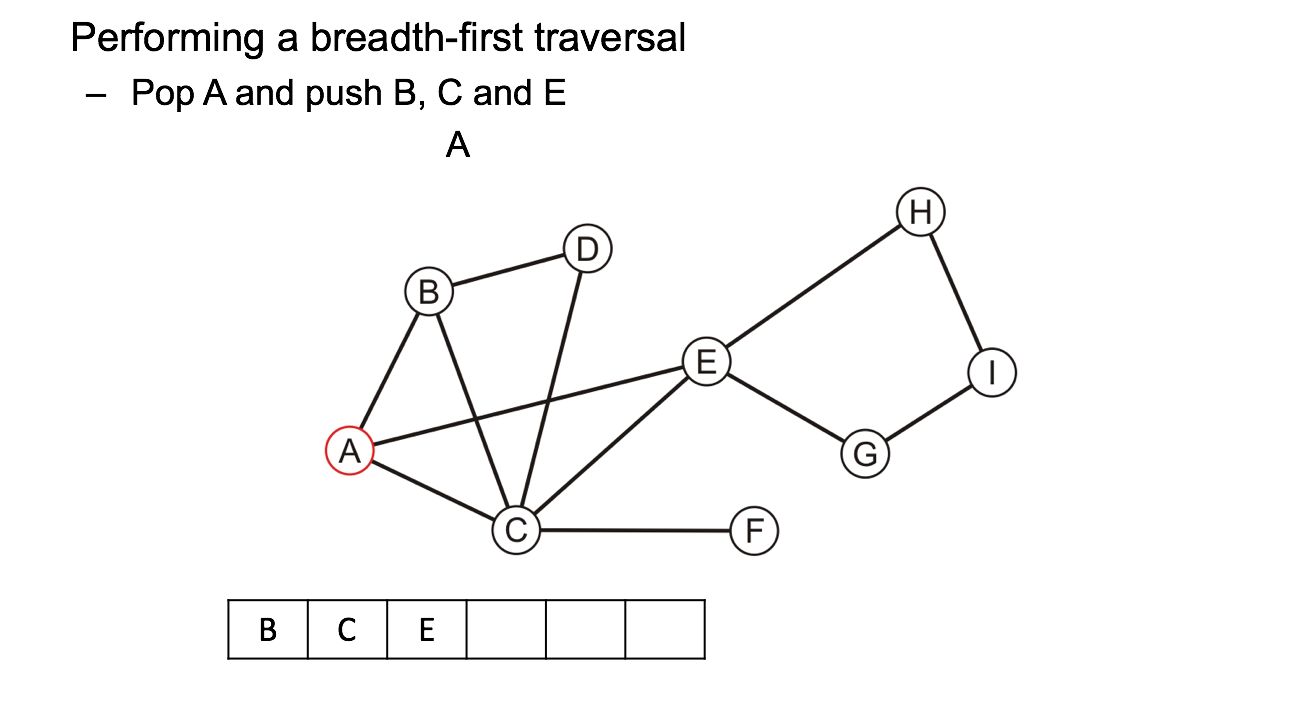 Performing a breadth-first traversal
– Pop A and push B, C and E
A
H
D
B
E
I
A
G
C
F
B C E